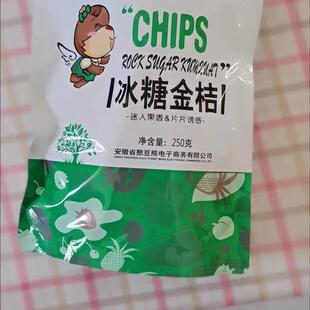 “CHIPS
ROCK SUGAR KUMQUAT”
冰糖金桔
-迷人果香&片片诱惑-
净含量：250克
安徽省憨豆熊电子商务有限公司